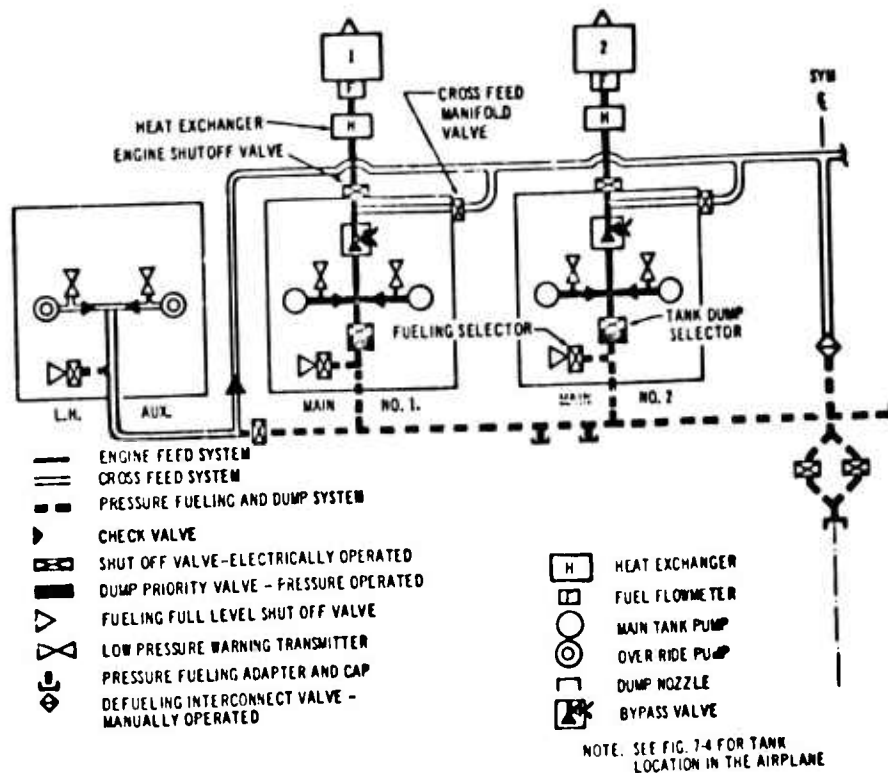 1
2
F
F
SYM
℄
CROSS FEED
MANIFOLD
VALVE
HEAT EXCHANGER
H
H
ENGINE SHUTOFF VALVE
FUELING SELECTOR
TANK DUMP
SELECTOR
L.H. AUX.
MAIN NO. 1.
MAIN NO. 2
ENGINE FEED SYSTEM
CROSS FEED SYSTEM
PRESSURE FUELING AND DUMP SYSTEM
CHECK VALVE
SHUT OFF VALVE-ELECTRICALLY OPERATED
DUMP PRIORITY VALVE - PRESSURE OPERATED
FUELING FULL LEVEL SHUT OFF VALVE
LOW PRESSURE WARNING TRANSMITTER
PRESSURE FUELING ADAPTER AND CAP
DEFUELING INTERCONNECT VALVE -
MANUALLY OPERATED
H HEAT EXCHANGER
F FUEL FLOWMETER
MAIN TANK PUMP
OVER RIDE PUMP
DUMP NOZZLE
BYPASS VALVE
NOTE. SEE FIG. 7-4 FOR TANK
LOCATION IN THE AIRPLANE